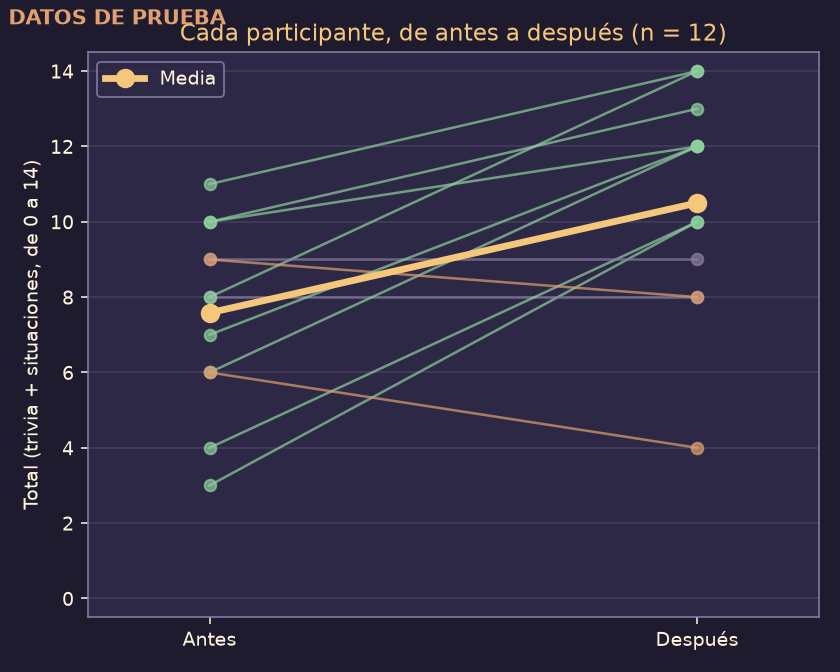 DATOS DE PRUEBA
Cada participante, de antes a después (n = 12)
Media
Total (trivia + situaciones, de 0 a 14)
14
12
10
8
6
4
2
0
Antes
Después